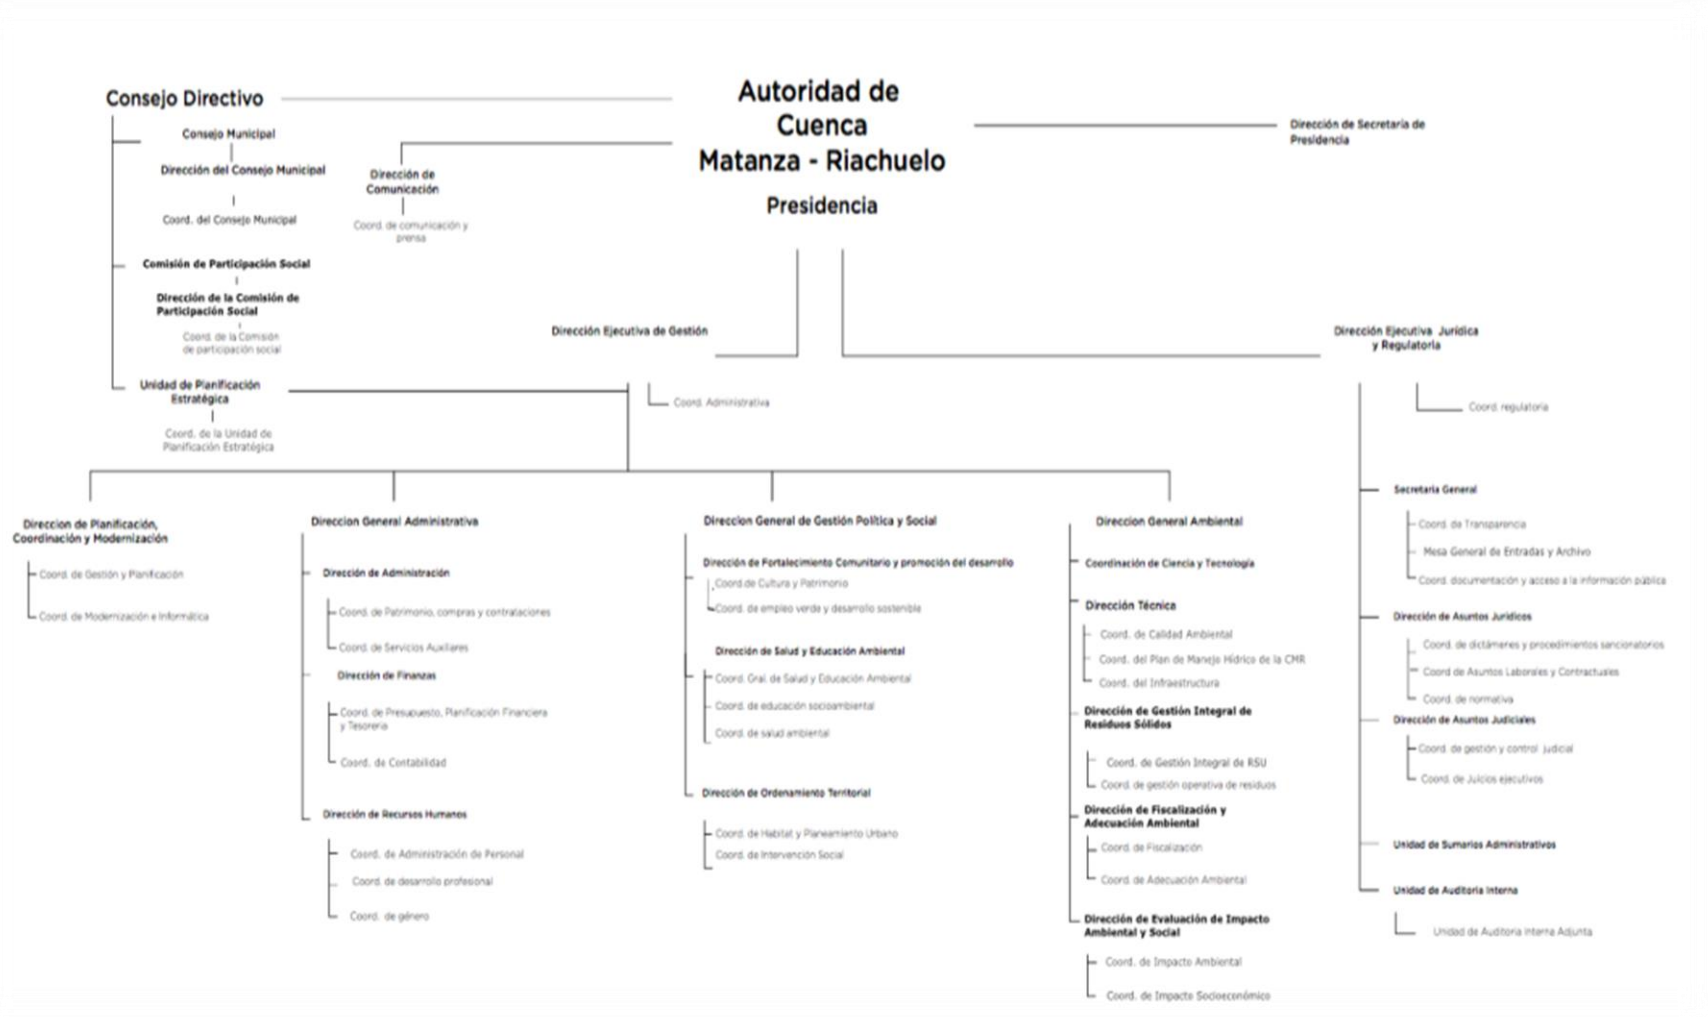 Autoridad de
Cuenca
Matanza - Riachuelo
Presidencia
Consejo Directivo
Consejo Municipal
Dirección del Consejo Municipal
Coord. del Consejo Municipal
Comisión de Participación Social
Dirección de la Comisión de
Participación Social
Coord. de la Comisión
de participación social
Unidad de Planificación
Estratégica
Coord. de la Unidad de
Planificación Estratégica
Dirección de
Comunicación
Coord. de comunicación y
prensa
Dirección de Secretaría de
Presidencia
Dirección Ejecutiva de Gestión
Coord. Administrativa
Dirección Ejecutiva Jurídica
y Regulatoria
Coord. regulatoria
Direccion de Planificación,
Coordinación y Modernización
Coord. de Gestión y Planificación
Coord. de Modernización e Informática
Direccion General Administrativa
Dirección de Administración
Coord. de Patrimonio, compras y contrataciones
Coord. de Servicios Auxiliares
Dirección de Finanzas
Coord. de Presupuesto, Planificación Financiera
y Tesorería
Coord. de Contabilidad
Dirección de Recursos Humanos
Coord. de Administración de Personal
Coord. de desarrollo profesional
Coord. de género
Direccion General de Gestión Política y Social
Dirección de Fortalecimiento Comunitario y promoción del desarrollo
Coord.de Cultura y Patrimonio
Coord. de empleo verde y desarrollo sostenible
Dirección de Salud y Educación Ambiental
Coord. Gral. de Salud y Educación Ambiental
Coord. de educación socioambiental
Coord. de salud ambiental
Dirección de Ordenamiento Territorial
Coord. de Habitat y Planeamiento Urbano
Coord. de Intervención Social
Direccion General Ambiental
Coordinación de Ciencia y Tecnología
Dirección Técnica
Coord. de Calidad Ambiental
Coord. del Plan de Manejo Hídrico de la CMR
Coord. del Infraestructura
Dirección de Gestión Integral de
Residuos Sólidos
Coord. de Gestión Integral de RSU
Coord. de gestión operativa de residuos
Dirección de Fiscalización y
Adecuación Ambiental
Coord. de Fiscalización
Coord. de Adecuación Ambiental
Dirección de Evaluación de Impacto
Ambiental y Social
Coord. de Impacto Ambiental
Coord. de Impacto Socioeconómico
Secretaria General
Coord. de Transparencia
Mesa General de Entradas y Archivo
Coord. documentación y acceso a la información pública
Dirección de Asuntos Jurídicos
Coord. de dictámenes y procedimientos sancionatorios
Coord de Asuntos Laborales y Contractuales
Coord. de normativa
Dirección de Asuntos Judiciales
Coord. de gestión y control judicial
Coord. de Juicios ejecutivos
Unidad de Sumarios Administrativos
Unidad de Auditoria Interna
Unidad de Auditoria Interna Adjunta